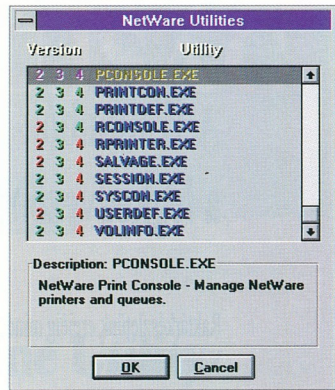 NetWare Utilities
Version Utility
2 3 4 PCONSOLE.EXE
2 3 4 PRINTCON.EXE
2 3 4 PRINTDEF.EXE
2 3 4 RCONSOLE.EXE
2 3 4 RPRINTER.EXE
2 3 4 SALVAGE.EXE
2 3 4 SESSION.EXE
2 3 4 SYSCON.EXE
2 3 4 USERDEF.EXE
2 3 4 VOLINFO.EXE
Description: PCONSOLE.EXE
NetWare Print Console - Manage NetWare
printers and queues.
OK Cancel